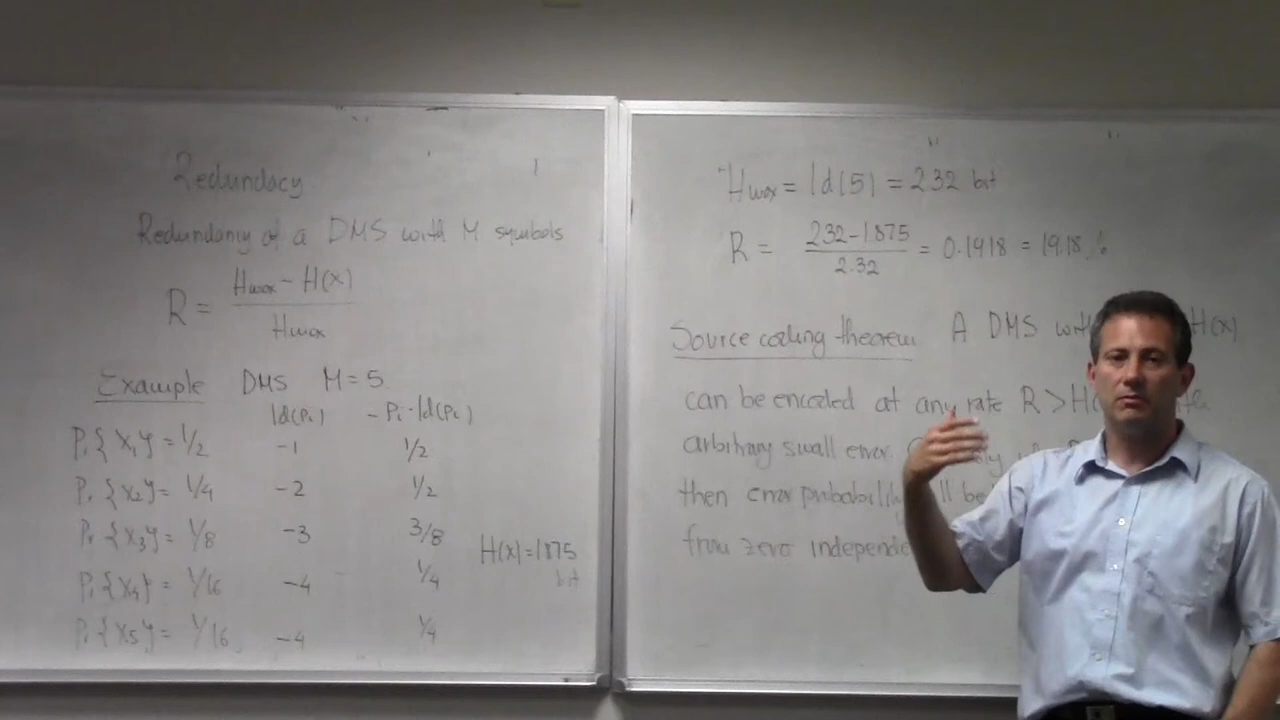 Redundacy
Redundancy of a DMS with M symbols
R = Hmax - H(x) / Hmax
Example DMS M=5.
ld(Pi) -Pi·ld(Pi)
Pr{x1} = 1/2 -1 1/2
Pr{x2} = 1/4 -2 1/2
Pr{x3} = 1/8 -3 3/8
Pr{x4} = 1/16 -4 1/4
Pr{x5} = 1/16 -4 1/4
H(x)=1.875 bit
Hmax = ld(5) = 2.32 bit
R = 2.32-1.875 / 2.32 = 0.1918 = 19.18 %
Source coding theorem A DMS with H(x)
can be encoded at any rate R > H(
arbitrary small error.
then error probability be
from zero